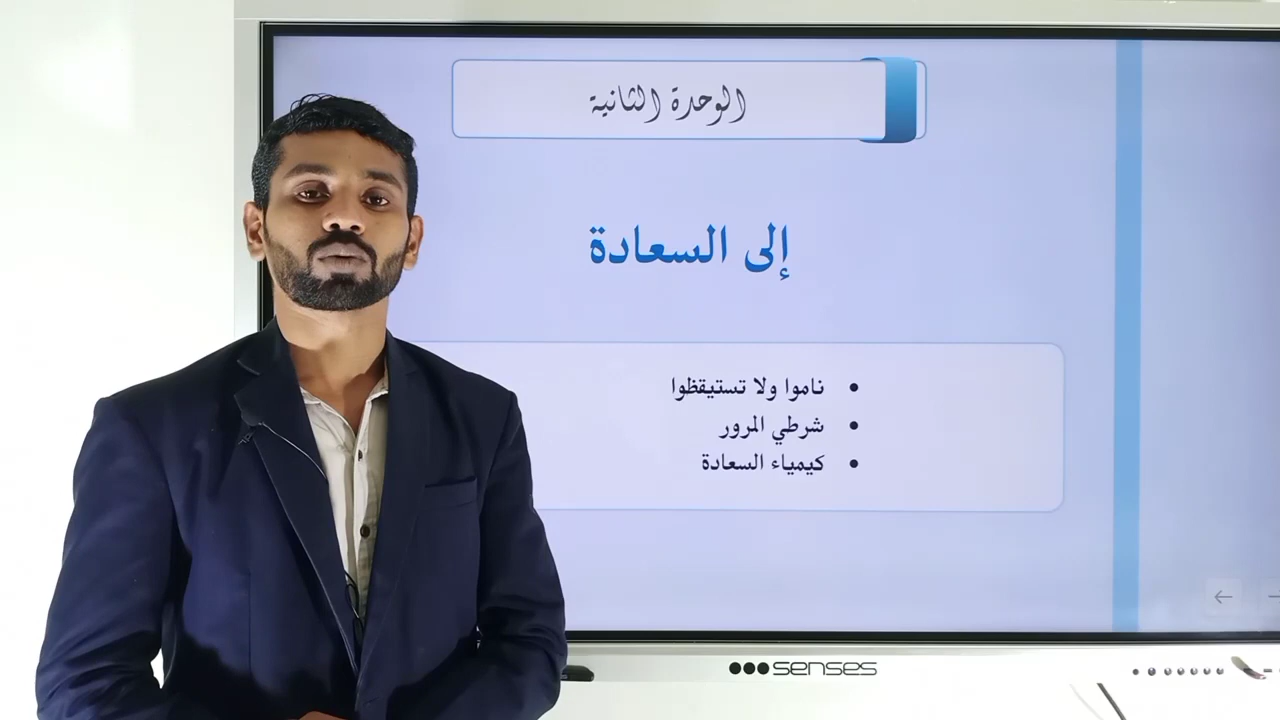 الوحدة الثانية
إلى السعادة
• ناموا ولا تستيقظوا
• شرطي المرور
• كيمياء السعادة
senses